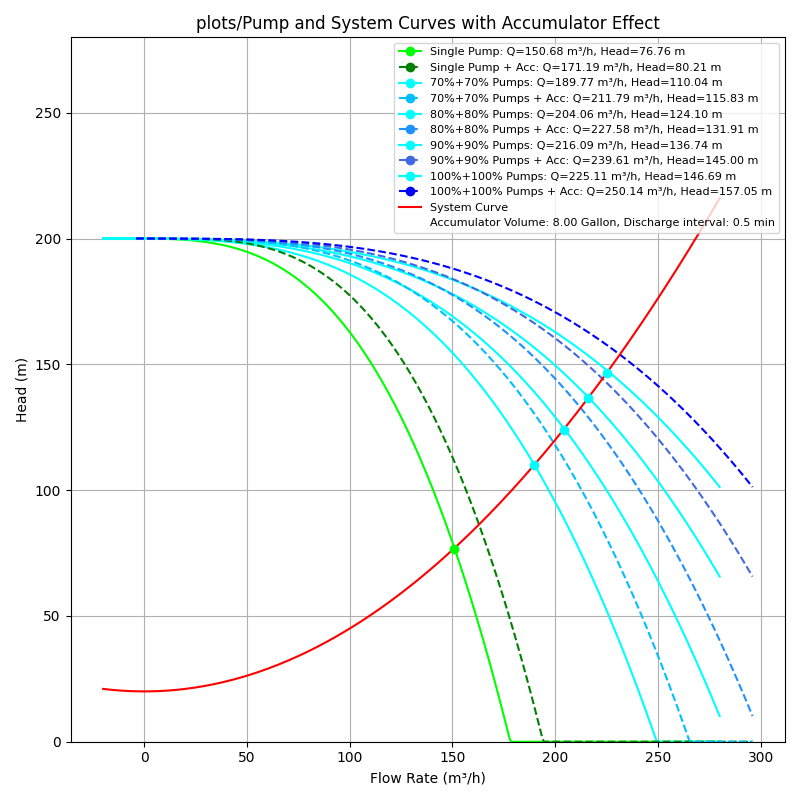 plots/Pump and System Curves with Accumulator Effect
Single Pump: Q=150.68 m³/h, Head=76.76 m
Single Pump + Acc: Q=171.19 m³/h, Head=80.21 m
70%+70% Pumps: Q=189.77 m³/h, Head=110.04 m
70%+70% Pumps + Acc: Q=211.79 m³/h, Head=115.83 m
80%+80% Pumps: Q=204.06 m³/h, Head=124.10 m
80%+80% Pumps + Acc: Q=227.58 m³/h, Head=131.91 m
90%+90% Pumps: Q=216.09 m³/h, Head=136.74 m
90%+90% Pumps + Acc: Q=239.61 m³/h, Head=145.00 m
100%+100% Pumps: Q=225.11 m³/h, Head=146.69 m
100%+100% Pumps + Acc: Q=250.14 m³/h, Head=157.05 m
System Curve
Accumulator Volume: 8.00 Gallon, Discharge interval: 0.5 min
Head (m)
250
200
150
100
50
0
0 50 100 150 200 250 300
Flow Rate (m³/h)